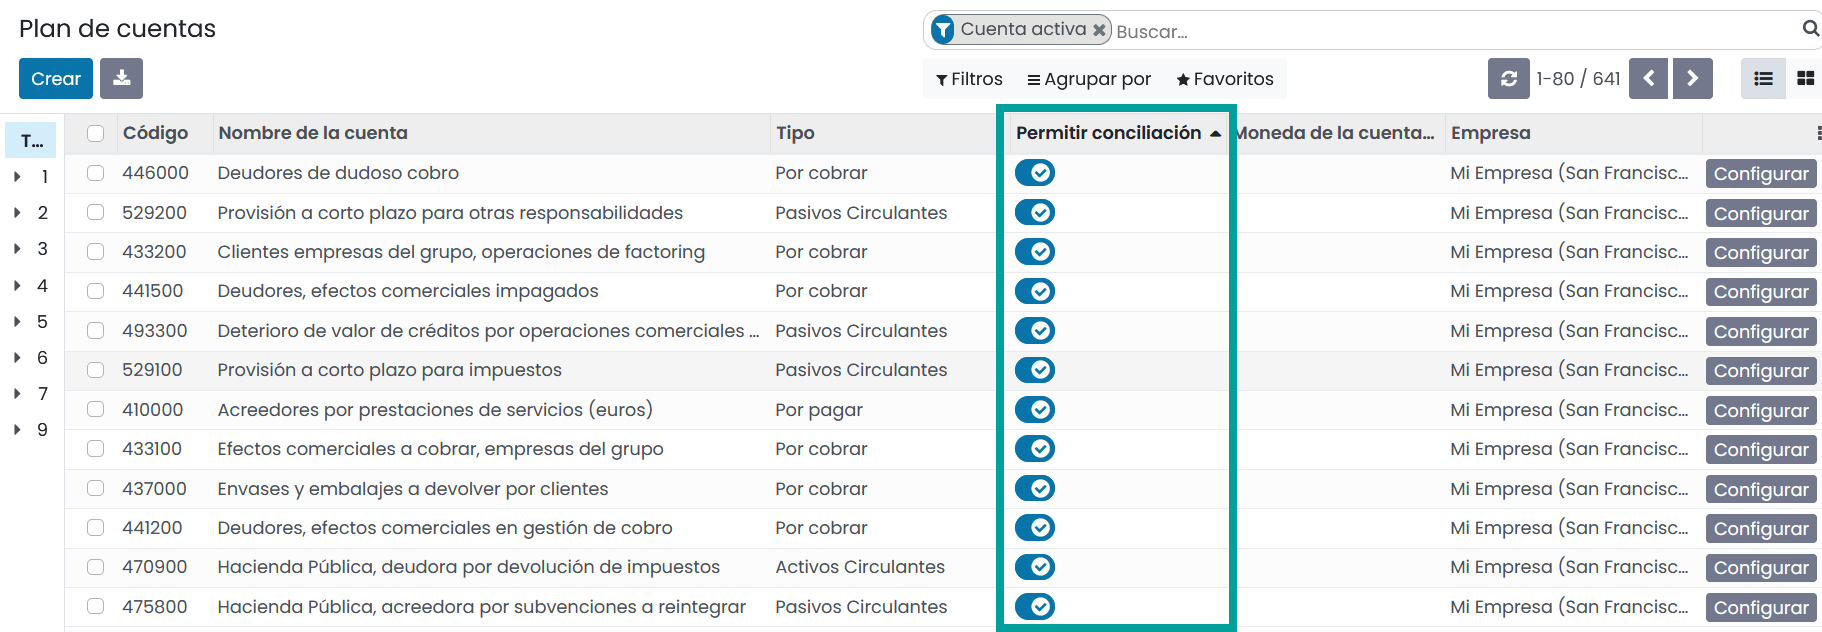 Plan de cuentas
Cuenta activa Buscar...
Crear
Filtros Agrupar por Favoritos 1-80 / 641
T... Código Nombre de la cuenta Tipo Permitir conciliación Moneda de la cuenta... Empresa
446000 Deudores de dudoso cobro Por cobrar Mi Empresa (San Francisc... Configurar
1
529200 Provisión a corto plazo para otras responsabilidades Pasivos Circulantes Mi Empresa (San Francisc... Configurar
2
433200 Clientes empresas del grupo, operaciones de factoring Por cobrar Mi Empresa (San Francisc... Configurar
3
441500 Deudores, efectos comerciales impagados Por cobrar Mi Empresa (San Francisc... Configurar
4
493300 Deterioro de valor de créditos por operaciones comerciales ... Pasivos Circulantes Mi Empresa (San Francisc... Configurar
5
529100 Provisión a corto plazo para impuestos Pasivos Circulantes Mi Empresa (San Francisc... Configurar
6
410000 Acreedores por prestaciones de servicios (euros) Por pagar Mi Empresa (San Francisc... Configurar
7
433100 Efectos comerciales a cobrar, empresas del grupo Por cobrar Mi Empresa (San Francisc... Configurar
9
437000 Envases y embalajes a devolver por clientes Por cobrar Mi Empresa (San Francisc... Configurar
441200 Deudores, efectos comerciales en gestión de cobro Por cobrar Mi Empresa (San Francisc... Configurar
470900 Hacienda Pública, deudora por devolución de impuestos Activos Circulantes Mi Empresa (San Francisc... Configurar
475800 Hacienda Pública, acreedora por subvenciones a reintegrar Pasivos Circulantes Mi Empresa (San Francisc... Configurar